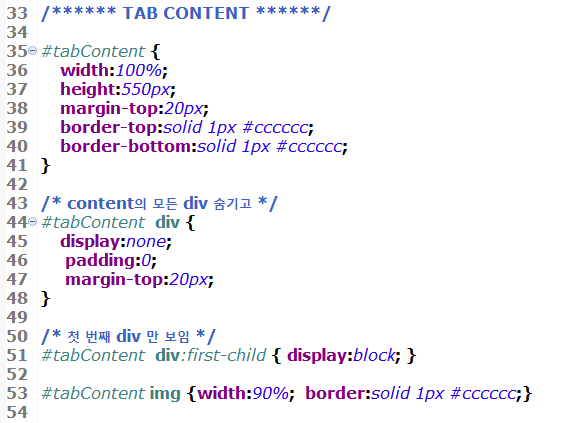 33 /****** TAB CONTENT ******/
34
35 #tabContent {
36 width:100%;
37 height:550px;
38 margin-top:20px;
39 border-top:solid 1px #cccccc;
40 border-bottom:solid 1px #cccccc;
41 }
42
43 /* content의 모든 div 숨기고 */
44 #tabContent div {
45 display:none;
46 padding:0;
47 margin-top:20px;
48 }
49
50 /* 첫 번째 div 만 보임 */
51 #tabContent div:first-child { display:block; }
52
53 #tabContent img {width:90%; border:solid 1px #cccccc;}
54